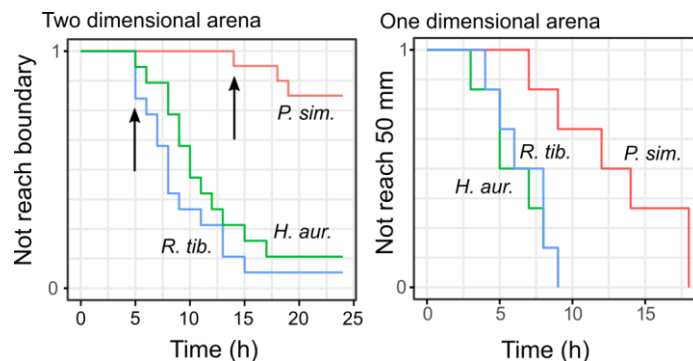 Two dimensional arena
Not reach boundary
1
0
P. sim.
R. tib.
H. aur.
0 5 10 15 20 25
Time (h)
One dimensional arena
Not reach 50 mm
1
0
R. tib.
P. sim.
H. aur.
0 5 10 15
Time (h)